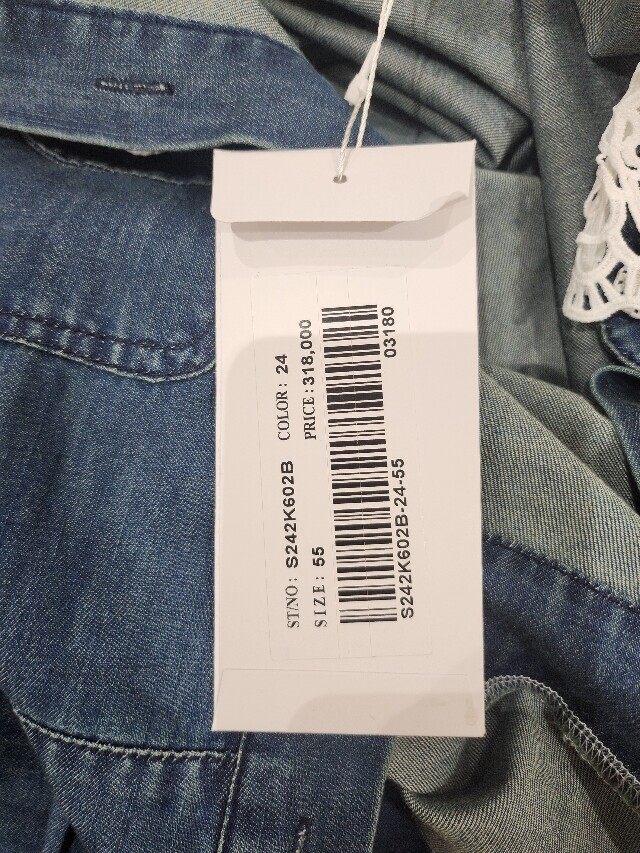 ST/NO: S242K602B COLOR: 24
SIZE: 55 PRICE: 318,000
03180
S242K602B-24-55